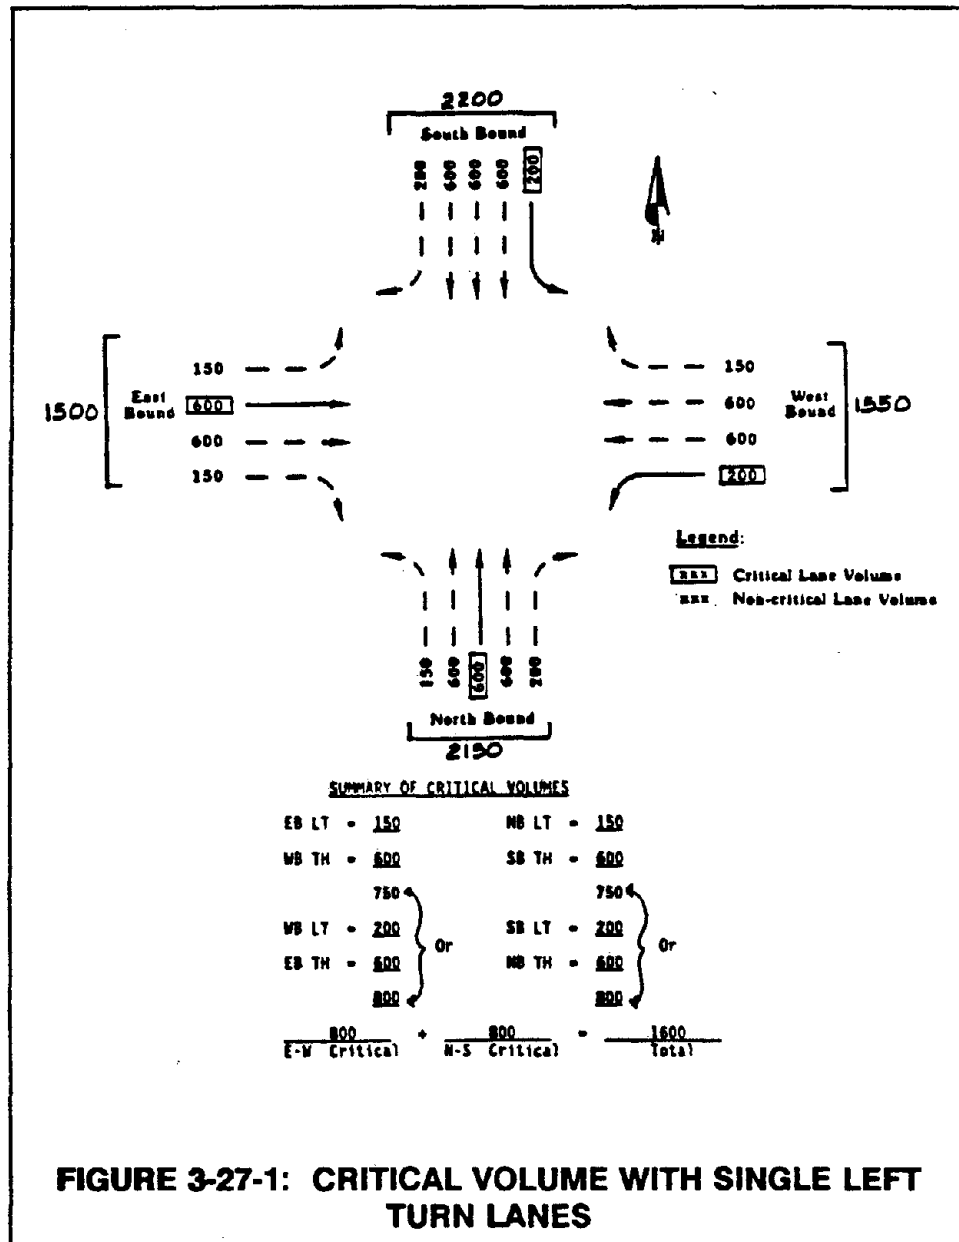 2200
South Bound
200 600 600 600 200
N
150
East Bound
600
1500
600
150
150
600
West Bound
1550
600
200
Legend:
xxx Critical Lane Volume
xxx Non-critical Lane Volume
150 600 600 600 200
North Bound
2150
SUMMARY OF CRITICAL VOLUMES
EB LT = 150 NB LT = 150
WB TH = 600 SB TH = 600
750 750
WB LT = 200 Or SB LT = 200 Or
EB TH = 600 NB TH = 600
800 800
800 + 800 = 1600
E-W Critical N-S Critical Total
FIGURE 3-27-1: CRITICAL VOLUME WITH SINGLE LEFT
TURN LANES